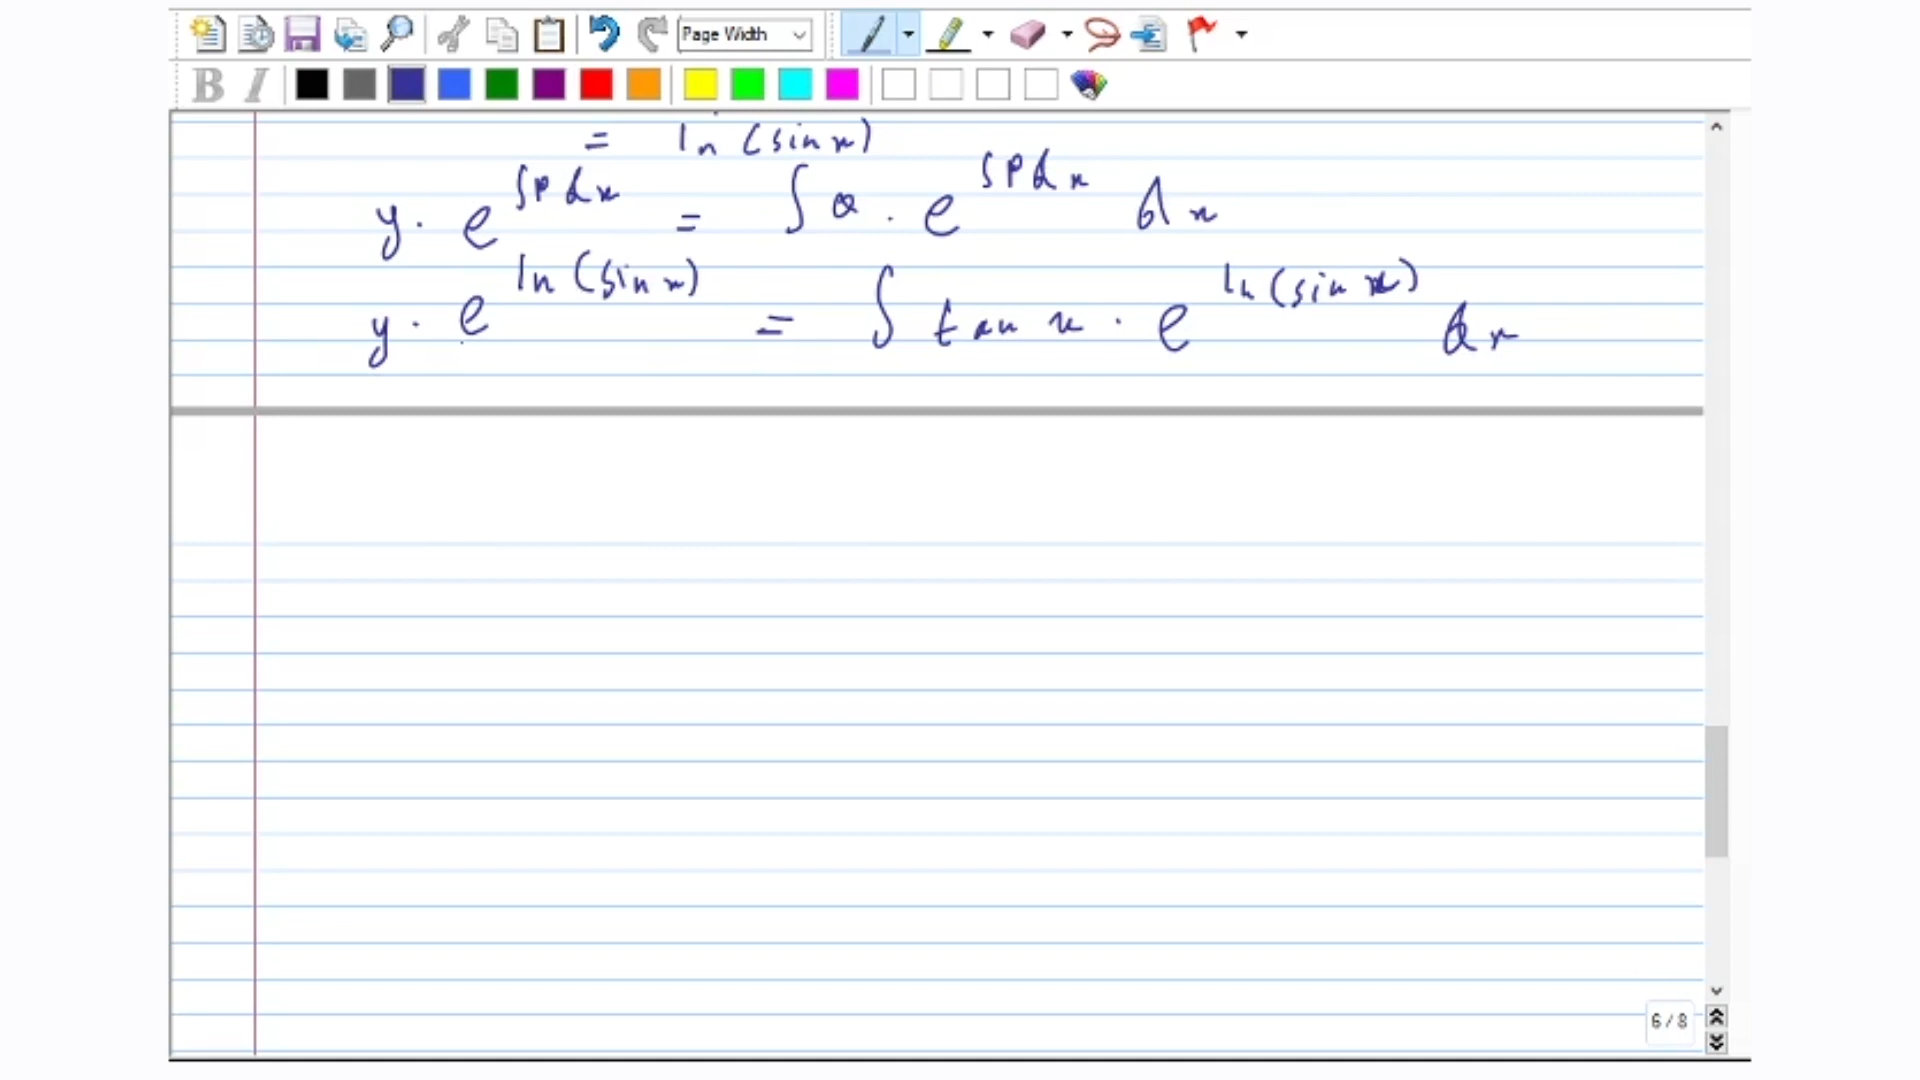 Page Width
B I
= ln (sin x)
y . e^{∫P dx} = ∫ Q . e^{∫P dx} dx
y . e^{ln (sin x)} = ∫ tan x . e^{ln (sin x)} dx
6 / 8